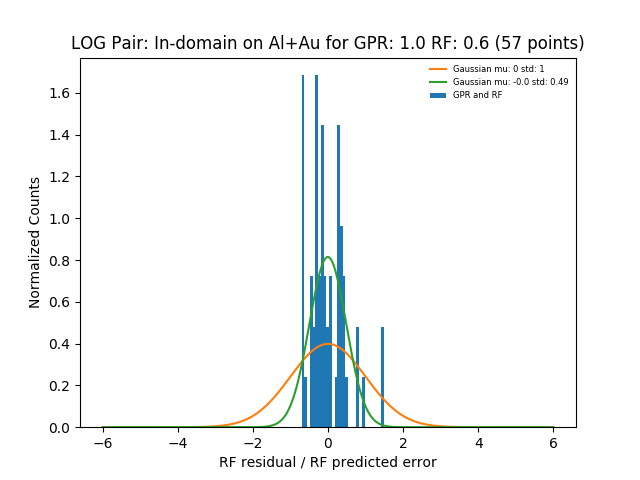 LOG Pair: In-domain on Al+Au for GPR: 1.0 RF: 0.6 (57 points)
Gaussian mu: 0 std: 1
Gaussian mu: -0.0 std: 0.49
GPR and RF
Normalized Counts
1.6
1.4
1.2
1.0
0.8
0.6
0.4
0.2
0.0
−6 −4 −2 0 2 4 6
RF residual / RF predicted error